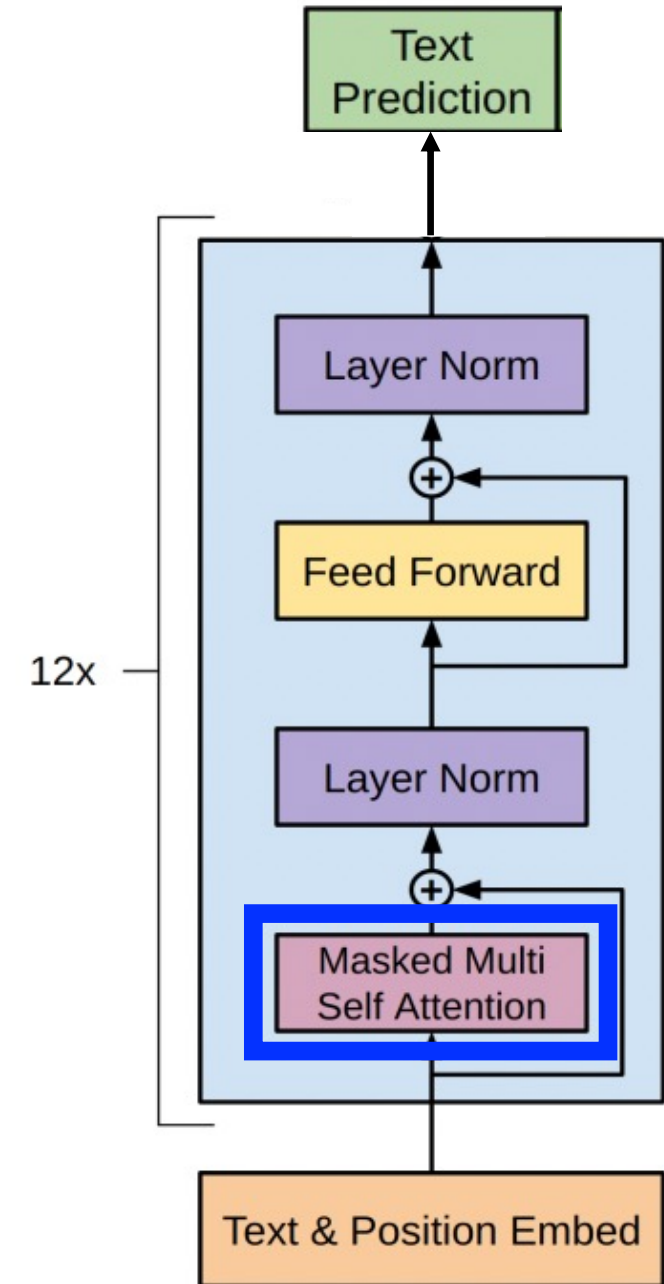 Text
Prediction
Layer Norm
+
Feed Forward
12x
Layer Norm
+
Masked Multi
Self Attention
Text & Position Embed